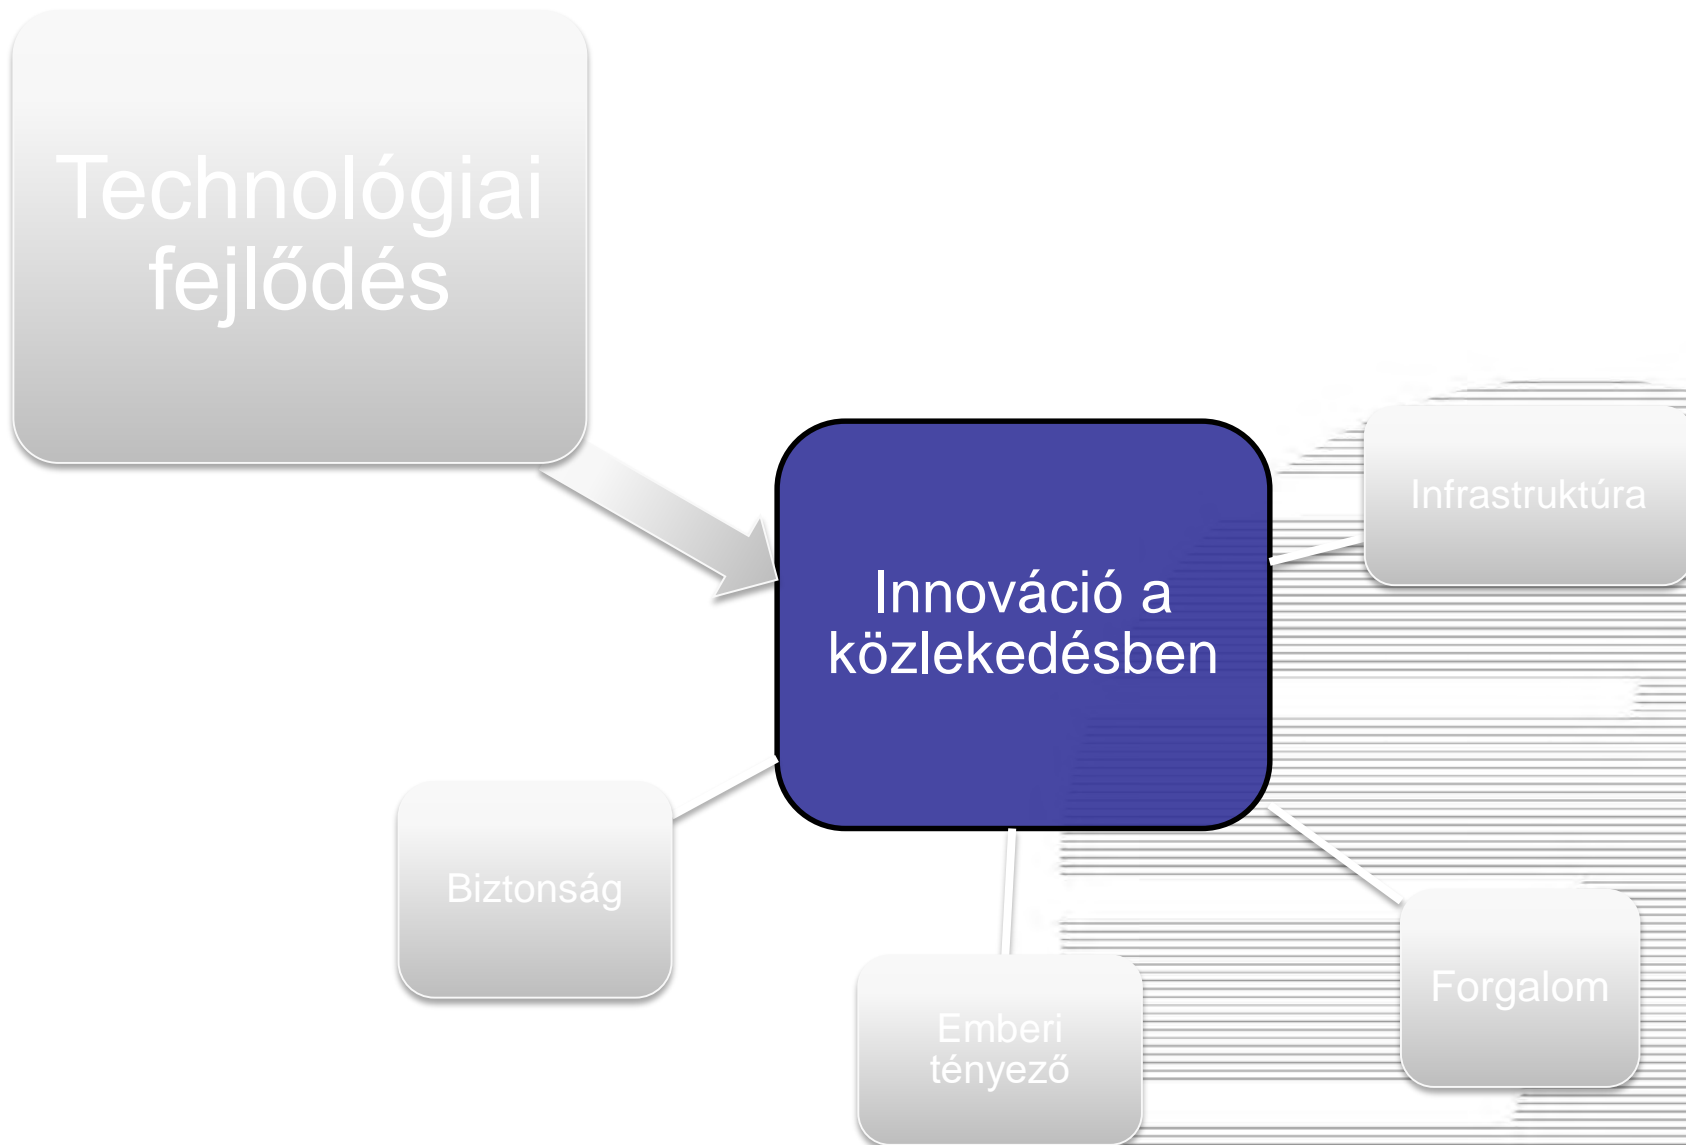 Technológiai
fejlődés
Infrastruktúra
Innováció a
közlekedésben
Biztonság
Forgalom
Emberi
tényező